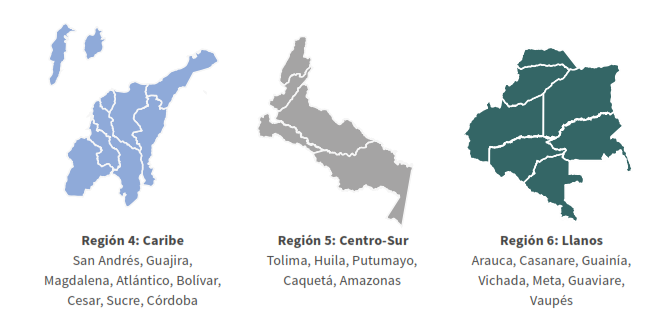 Región 4: Caribe
San Andrés, Guajira,
Magdalena, Atlántico, Bolívar,
Cesar, Sucre, Córdoba
Región 5: Centro-Sur
Tolima, Huila, Putumayo,
Caquetá, Amazonas
Región 6: Llanos
Arauca, Casanare, Guainía,
Vichada, Meta, Guaviare,
Vaupés